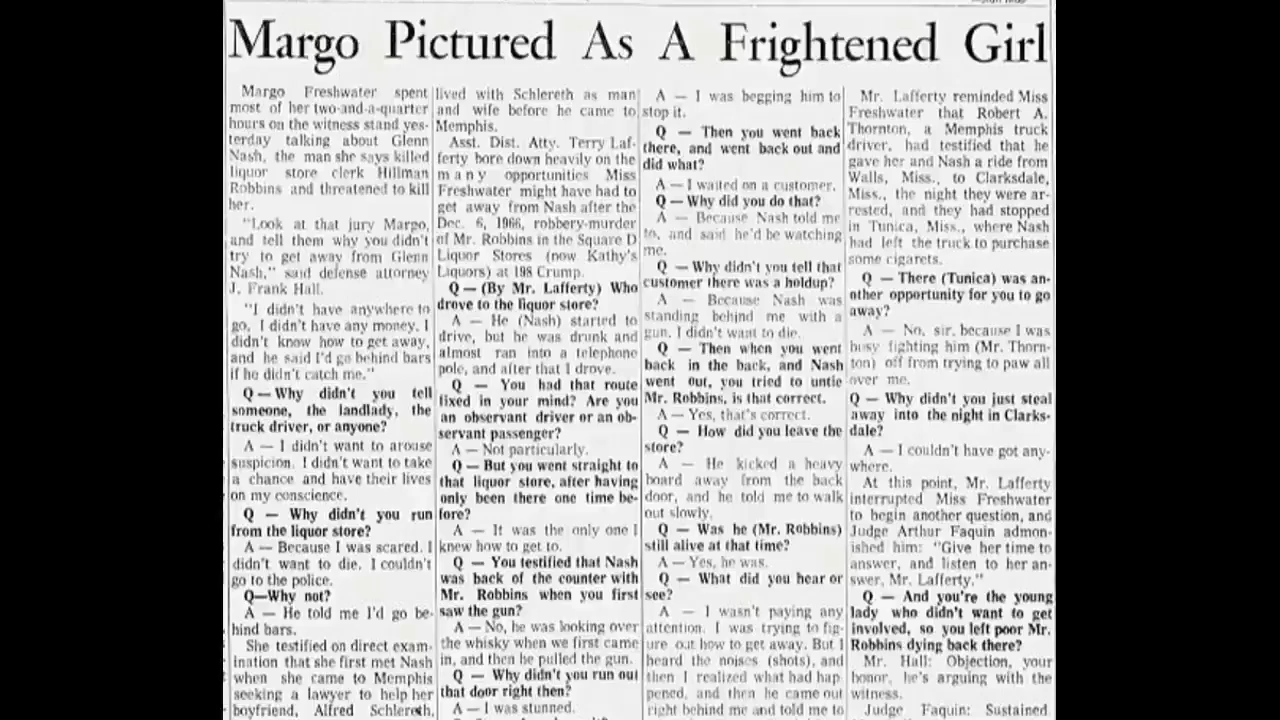 Margo Pictured As A Frightened Girl
Margo Freshwater spent
most of her two-and-a-quarter
hours on the witness stand yes-
terday talking about Glenn
Nash, the man she says killed
liquor store clerk Hillman
Robbins and threatened to kill
her.
"Look at that jury Margo,
and tell them why you didn't
try to get away from Glenn
Nash," said defense attorney
J. Frank Hall.
"I didn't have anywhere to
go. I didn't have any money. I
didn't know how to get away,
and he said I'd go behind bars
if he didn't catch me."
Q—Why didn't you tell
someone, the landlady, the
truck driver, or anyone?
A — I didn't want to arouse
suspicion. I didn't want to take
a chance and have their lives
on my conscience.
Q — Why didn't you run
from the liquor store?
A — Because I was scared. I
didn't want to die. I couldn't
go to the police.
Q—Why not?
A — He told me I'd go be-
hind bars.
She testified on direct exam-
ination that she first met Nash
when she came to Memphis
seeking a lawyer to help her
boyfriend, Alfred Schlereth,
lived with Schlereth as man
and wife before he came to
Memphis.
Asst. Dist. Atty. Terry Laf-
ferty bore down heavily on the
many opportunities Miss
Freshwater might have had to
get away from Nash after the
Dec. 6, 1966, robbery-murder
of Mr. Robbins in the Square D
Liquor Stores (now Kathy's
Liquors) at 198 Crump.
Q—(By Mr. Lafferty) Who
drove to the liquor store?
A — He (Nash) started to
drive, but he was drunk and
almost ran into a telephone
pole, and after that I drove.
Q — You had that route
fixed in your mind? Are you
an observant driver or an ob-
servant passenger?
A — Not particularly.
Q—But you went straight to
that liquor store, after having
only been there one time be-
fore?
A — It was the only one I
knew how to get to.
Q — You testified that Nash
was back of the counter with
Mr. Robbins when you first
saw the gun?
A — No, he was looking over
the whisky when we first came
in, and then he pulled the gun.
Q — Why didn't you run out
that door right then?
A — I was stunned.
A — I was begging him to
stop it.
Q — Then you went back
there, and went back out and
did what?
A — I waited on a customer.
Q — Why did you do that?
A — Because Nash told me
to, and said he'd be watching
me.
Q — Why didn't you tell that
customer there was a holdup?
A — Because Nash was
standing behind me with a
gun. I didn't want to die.
Q — Then when you went
back in the back, and Nash
went out, you tried to untie
Mr. Robbins, is that correct.
A — Yes, that's correct.
Q — How did you leave the
store?
A — He kicked a heavy
board away from the back
door, and he told me to walk
out slowly.
Q — Was he (Mr. Robbins)
still alive at that time?
A — Yes, he was.
Q — What did you hear or
see?
A — I wasn't paying any
attention. I was trying to fig-
ure out how to get away. But I
heard the noises (shots), and
then I realized what had hap-
pened, and then he came out
right behind me and told me to
Mr. Lafferty reminded Miss
Freshwater that Robert A.
Thornton, a Memphis truck
driver, had testified that he
gave her and Nash a ride from
Walls, Miss., to Clarksdale,
Miss., the night they were ar-
rested, and they had stopped
in Tunica, Miss., where Nash
had left the truck to purchase
some cigarets.
Q — There (Tunica) was an-
other opportunity for you to go
away?
A — No, sir, because I was
busy fighting him (Mr. Thorn-
ton) off from trying to paw all
over me.
Q — Why didn't you just steal
away into the night in Clarks-
dale?
A — I couldn't have got any-
where.
At this point, Mr. Lafferty
interrupted Miss Freshwater
to begin another question, and
Judge Arthur Faquin admon-
ished him: "Give her time to
answer, and listen to her an-
swer, Mr. Lafferty."
Q — And you're the young
lady who didn't want to get
involved, so you left poor Mr.
Robbins dying back there?
Mr. Hall: Objection, your
honor, he's arguing with the
witness.
Judge Faquin: Sustained.